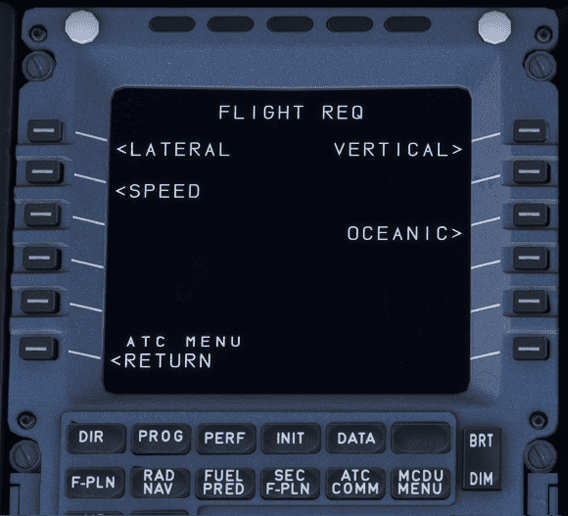 FLIGHT REQ
<LATERAL VERTICAL>
<SPEED
OCEANIC>
ATC MENU
<RETURN
DIR PROG PERF INIT DATA BRT
F-PLN RAD NAV FUEL PRED SEC F-PLN ATC COMM MCDU MENU DIM